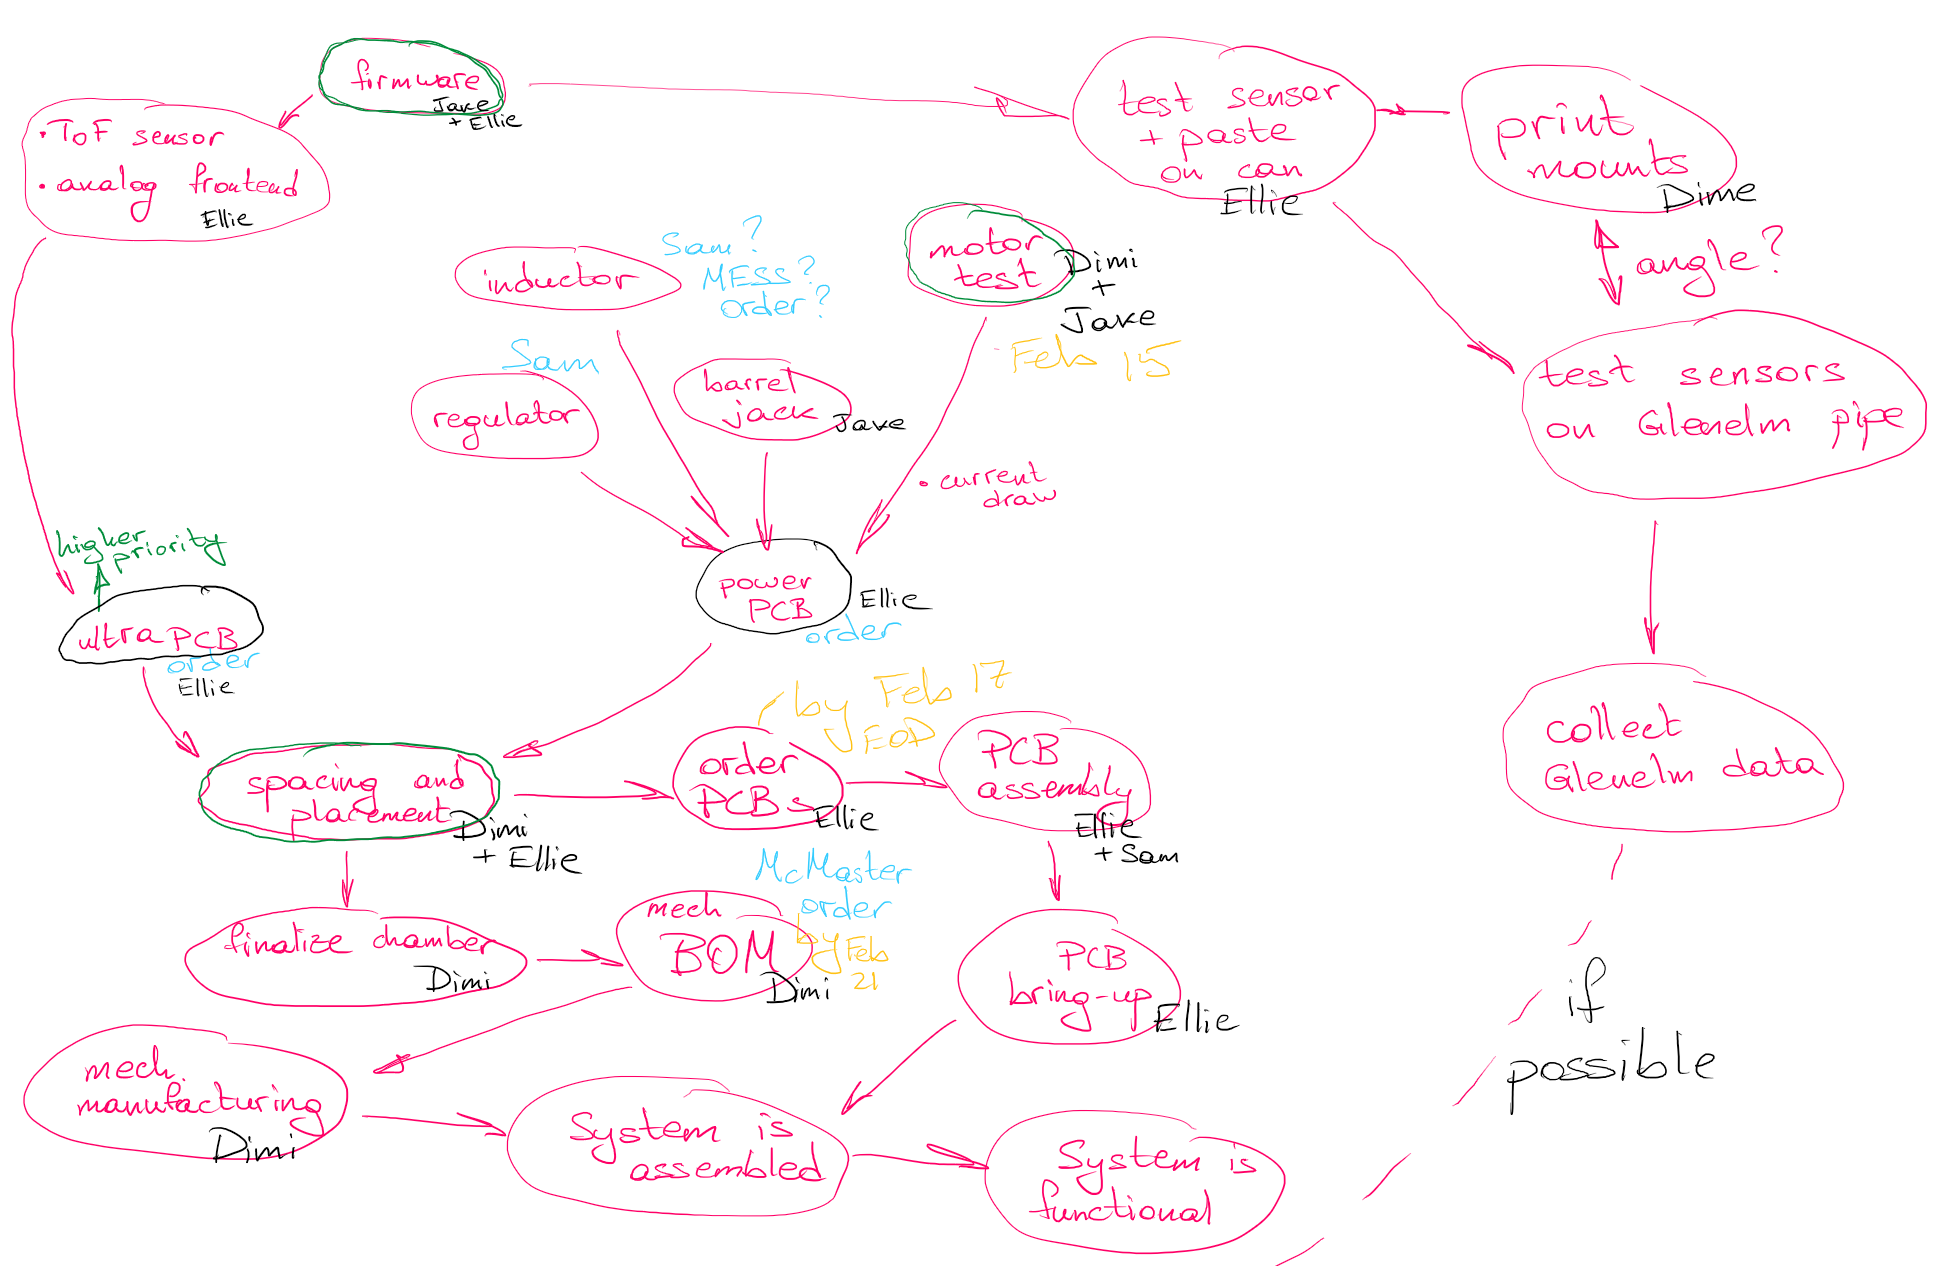 firmware
Jake
+ Ellie
• ToF sensor
• analog frontend
Ellie
test sensor
+ paste
on can
Ellie
print
mounts
Dime
angle?
inductor
Sam?
MESS?
order?
motor
test
Dimi
+
Jake
Feb 15
Sam
regulator
barrel
jack
Jake
• current
draw
test sensors
on Glenelm pipe
higher
priority
ultra PCB
order
Ellie
power
PCB
Ellie
order
by Feb 17
EOD
spacing and
placement
Dimi
+ Ellie
order
PCBs
Ellie
PCB
assembly
Ellie
+ Sam
collect
Glenelm data
finalize chamber
Dimi
McMaster
order
by Feb
21
mech
BOM
Dimi
PCB
bring-up
Ellie
if
possible
mech.
manufacturing
Dimi
System is
assembled
System is
functional